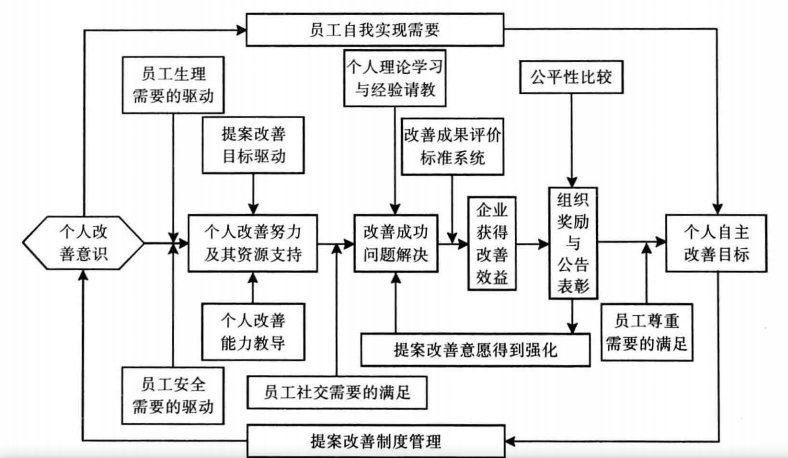 员工自我实现需要
员工生理
需要的驱动
个人理论学习
与经验请教
公平性比较
提案改善
目标驱动
改善成果评价
标准系统
个人改
善意识
个人改善努力
及其资源支持
改善成功
问题解决
企业
获得
改善
效益
组织
奖励
与
公告
表彰
个人自主
改善目标
个人改善
能力教导
提案改善意愿得到强化
员工尊重
需要的满足
员工安全
需要的驱动
员工社交需要的满足
提案改善制度管理